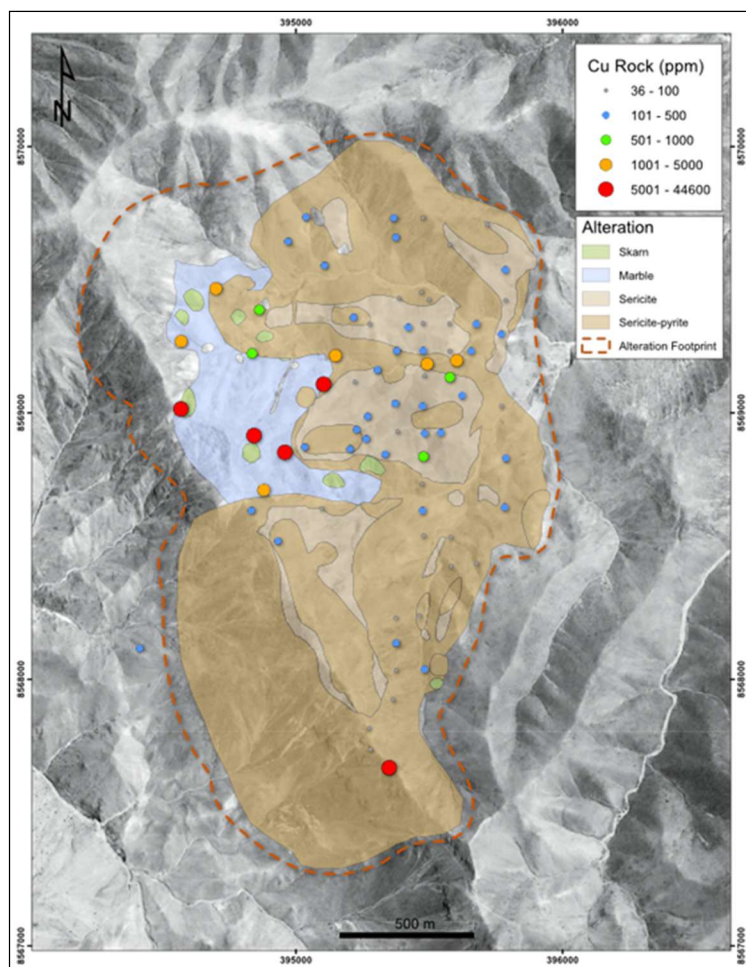 395000
396000
N
Cu Rock (ppm)
36 - 100
101 - 500
501 - 1000
1001 - 5000
5001 - 44600
Alteration
Skarn
Marble
Sericite
Sericite-pyrite
Alteration Footprint
8570000
8570000
8569000
8569000
8568000
8568000
8567000
8567000
500 m
395000
396000